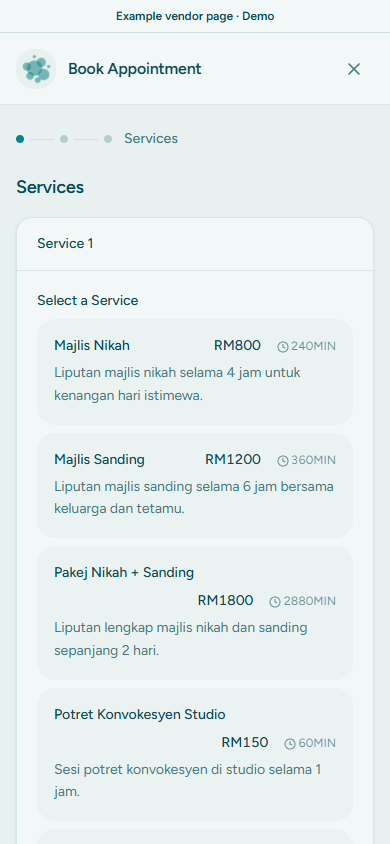 Example vendor page · Demo
Book Appointment
Services
Services
Service 1
Select a Service
Majlis Nikah RM800 240MIN
Liputan majlis nikah selama 4 jam untuk
kenangan hari istimewa.
Majlis Sanding RM1200 360MIN
Liputan majlis sanding selama 6 jam bersama
keluarga dan tetamu.
Pakej Nikah + Sanding
RM1800 2880MIN
Liputan lengkap majlis nikah dan sanding
sepanjang 2 hari.
Potret Konvokesyen Studio
RM150 60MIN
Sesi potret konvokesyen di studio selama 1
jam.